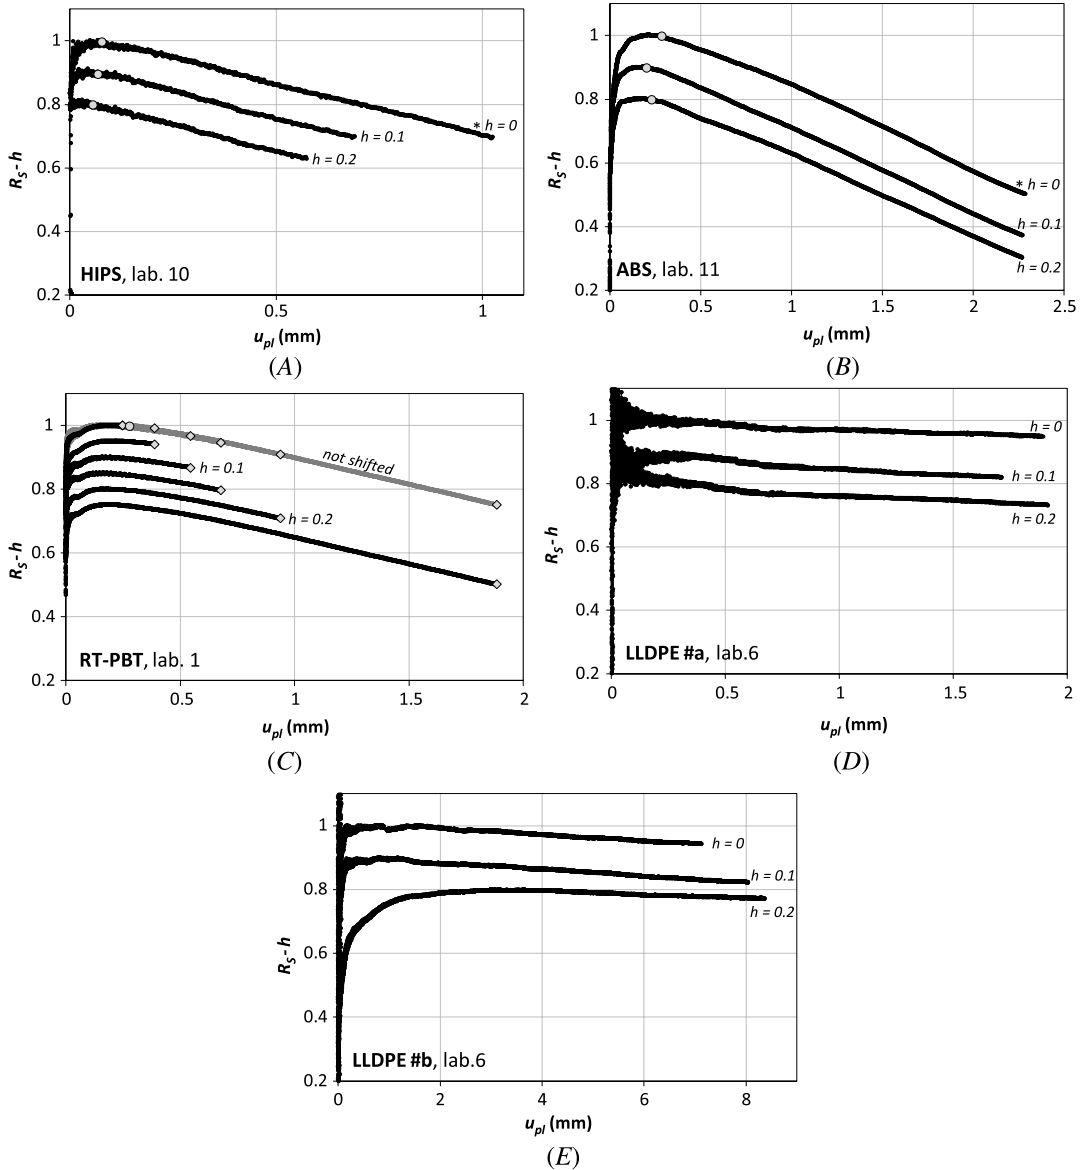 1
0.8
0.6
0.4
0.2
R_S - h
* h = 0
h = 0.1
h = 0.2
HIPS, lab. 10
0 0.5 1
u_pl (mm)
(A)
1
0.8
0.6
0.4
0.2
R_S - h
* h = 0
h = 0.1
h = 0.2
ABS, lab. 11
0 0.5 1 1.5 2 2.5
u_pl (mm)
(B)
1
0.8
0.6
0.4
0.2
R_S - h
not shifted
h = 0.1
h = 0.2
RT-PBT, lab. 1
0 0.5 1 1.5 2
u_pl (mm)
(C)
1
0.8
0.6
0.4
0.2
R_S - h
h = 0
h = 0.1
h = 0.2
LLDPE #a, lab.6
0 0.5 1 1.5 2
u_pl (mm)
(D)
1
0.8
0.6
0.4
0.2
R_S - h
h = 0
h = 0.1
h = 0.2
LLDPE #b, lab.6
0 2 4 6 8
u_pl (mm)
(E)